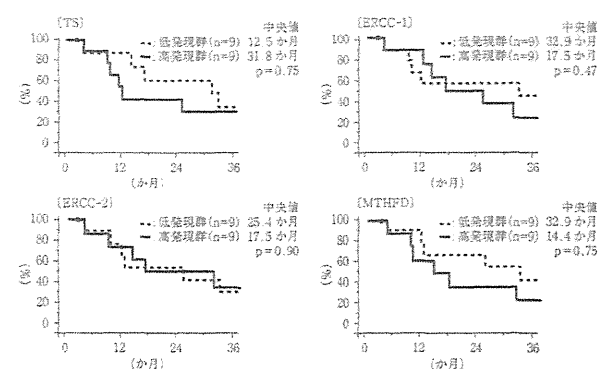 [TS]
中央値
低発現群(n=9) 12.5か月
高発現群(n=9) 31.8か月
p=0.75
(%)
100
80
60
40
20
0
0 12 24 36
(か月)
[ERCC-1]
中央値
低発現群(n=9) 32.9か月
高発現群(n=9) 17.5か月
p=0.47
(%)
100
80
60
40
20
0
0 12 24 36
(か月)
[ERCC-2]
中央値
低発現群(n=9) 25.4か月
高発現群(n=9) 17.5か月
p=0.90
(%)
100
80
60
40
20
0
0 12 24 36
(か月)
[MTHFD]
中央値
低発現群(n=9) 32.9か月
高発現群(n=9) 14.4か月
p=0.75
(%)
100
80
60
40
20
0
0 12 24 36
(か月)